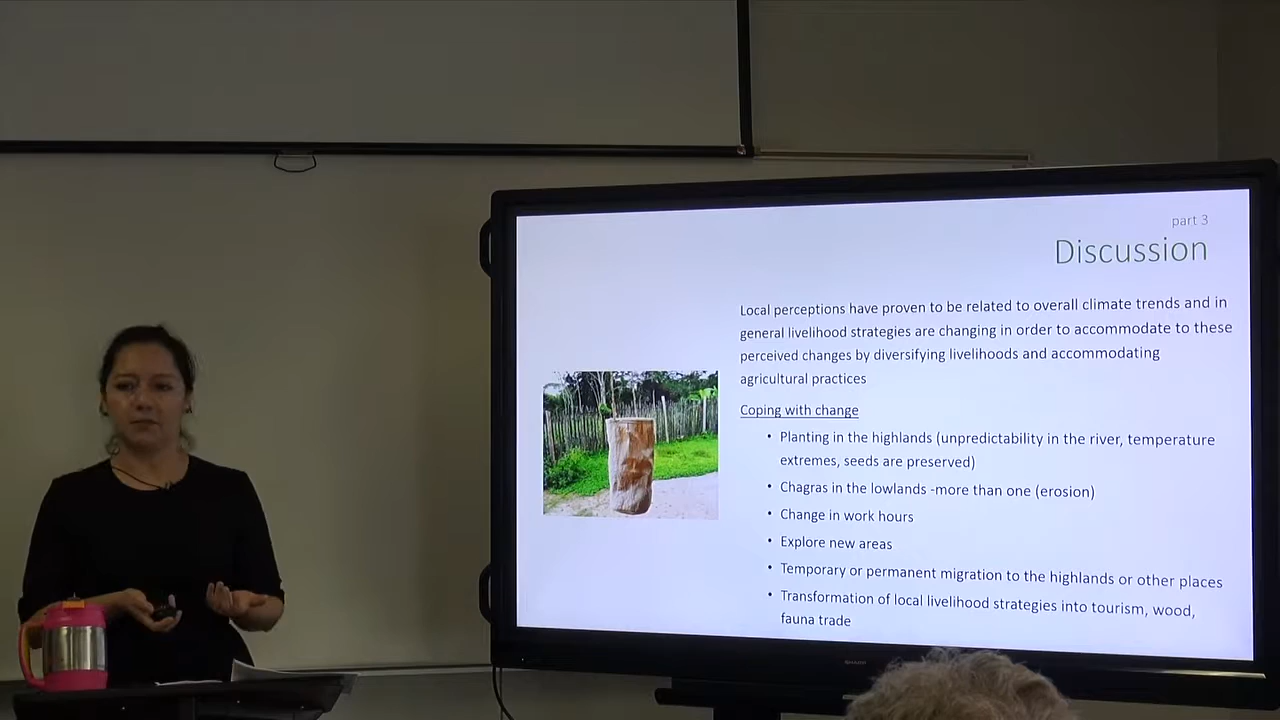 part 3
Discussion
Local perceptions have proven to be related to overall climate trends and in
general livelihood strategies are changing in order to accommodate to these
perceived changes by diversifying livelihoods and accommodating
agricultural practices
Coping with change
• Planting in the highlands (unpredictability in the river, temperature
extremes, seeds are preserved)
• Chagras in the lowlands -more than one (erosion)
• Change in work hours
• Explore new areas
• Temporary or permanent migration to the highlands or other places
• Transformation of local livelihood strategies into tourism, wood,
fauna trade
SHARP